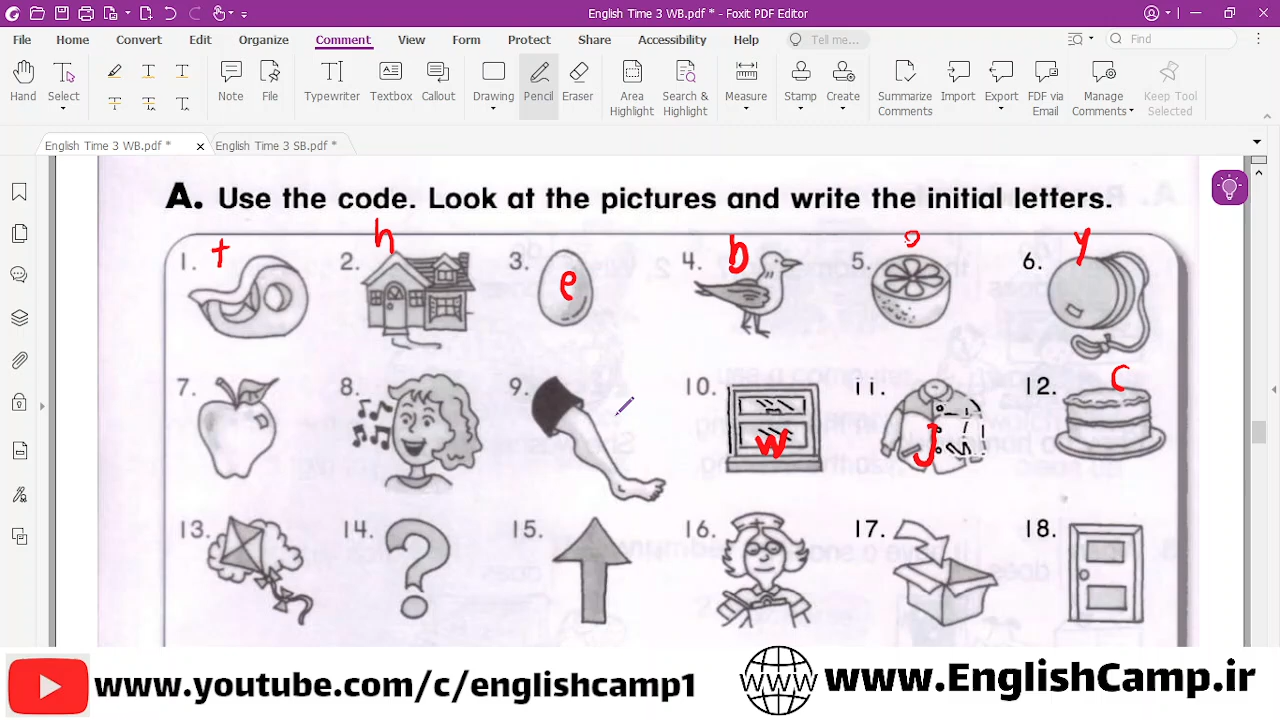 English Time 3 WB.pdf * - Foxit PDF Editor
File Home Convert Edit Organize Comment View Form Protect Share Accessibility Help Tell me... Find
Hand Select Note File Typewriter Textbox Callout Drawing Pencil Eraser Area Highlight Search & Highlight Measure Stamp Create Summarize Comments Import Export FDF via Email Manage Comments Keep Tool Selected
English Time 3 WB.pdf * English Time 3 SB.pdf *
A. Use the code. Look at the pictures and write the initial letters.
1. t 2. h 3. e 4. b 5. o 6. y
7. 8. 9. 10. w 11. J 12. c
13. 14. ? 15. 16. 17. 18.
www.youtube.com/c/englishcamp1 WWW www.EnglishCamp.ir